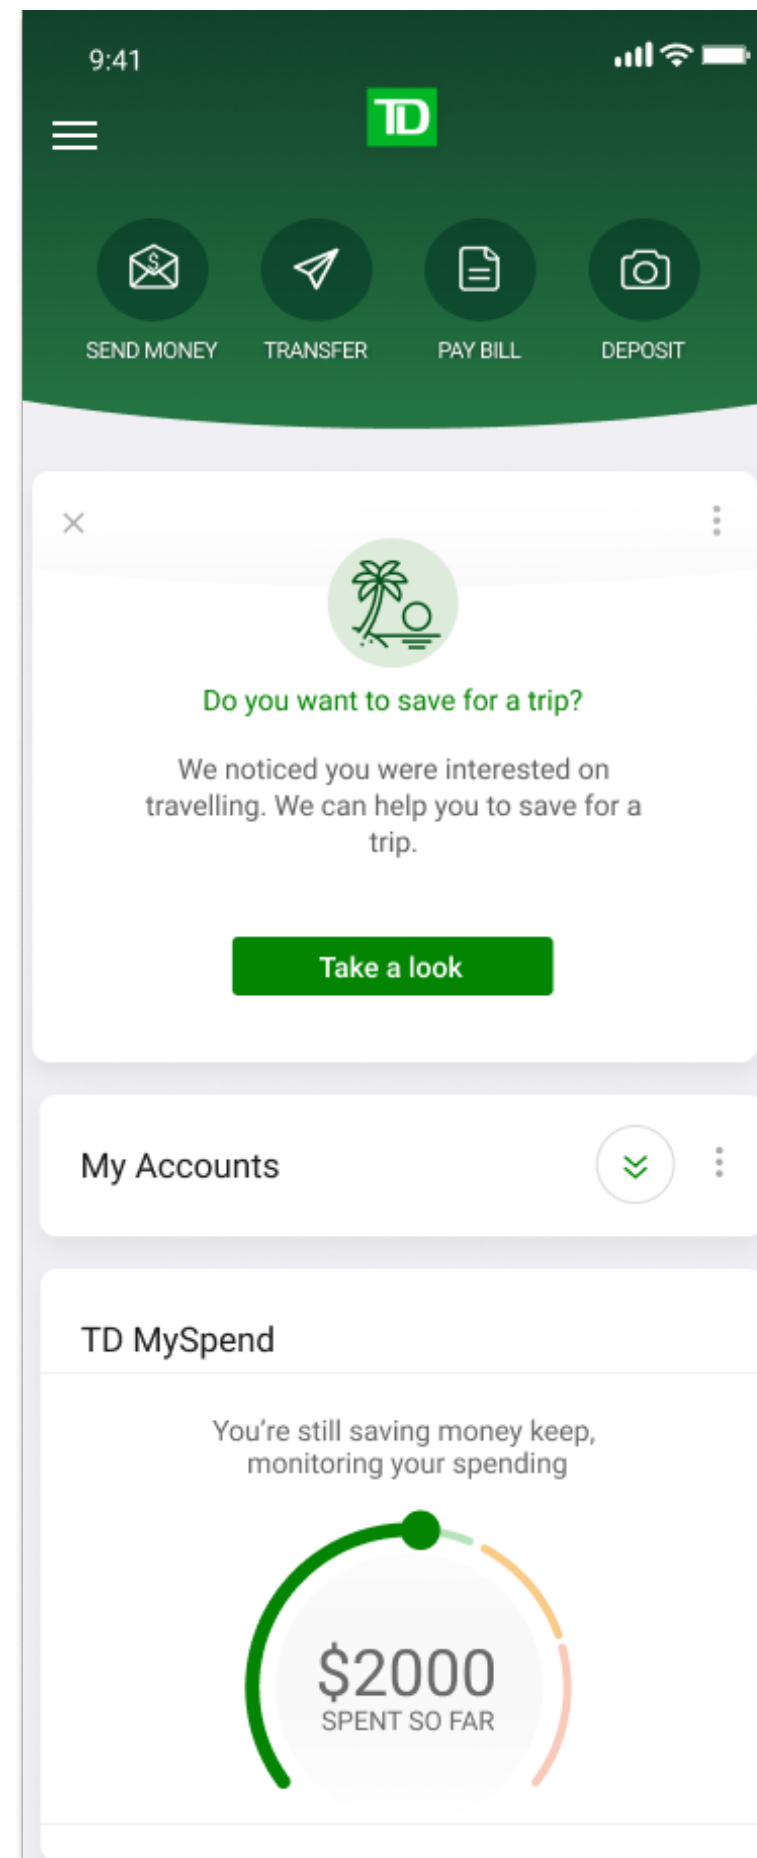 9:41
TD
SEND MONEY TRANSFER PAY BILL DEPOSIT
Do you want to save for a trip?
We noticed you were interested on
travelling. We can help you to save for a
trip.
Take a look
My Accounts
TD MySpend
You’re still saving money keep,
monitoring your spending
$2000
SPENT SO FAR